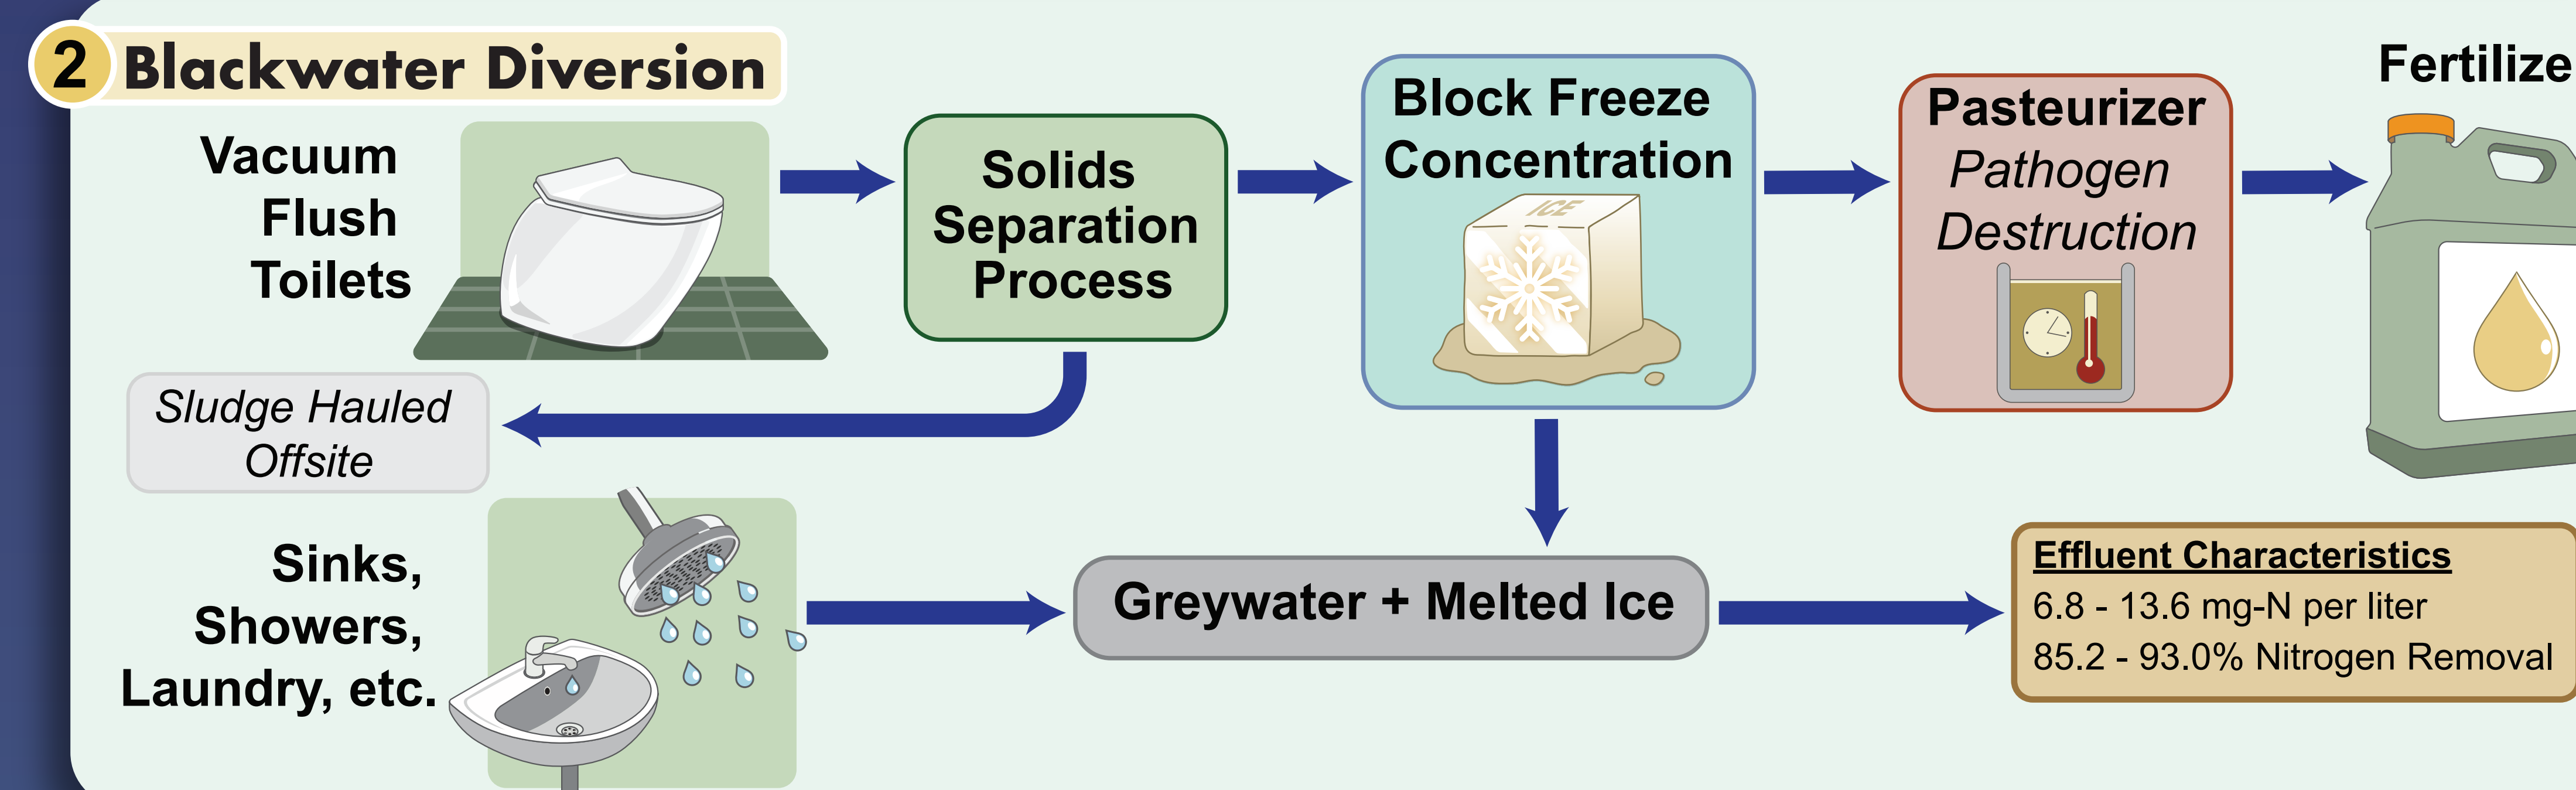 2 Blackwater Diversion
Vacuum
Flush
Toilets
Solids
Separation
Process
Block Freeze
Concentration
ICE
Pasteurizer
Pathogen
Destruction
Fertilize
Sludge Hauled
Offsite
Sinks,
Showers,
Laundry, etc.
Greywater + Melted Ice
Effluent Characteristics
6.8 - 13.6 mg-N per liter
85.2 - 93.0% Nitrogen Removal